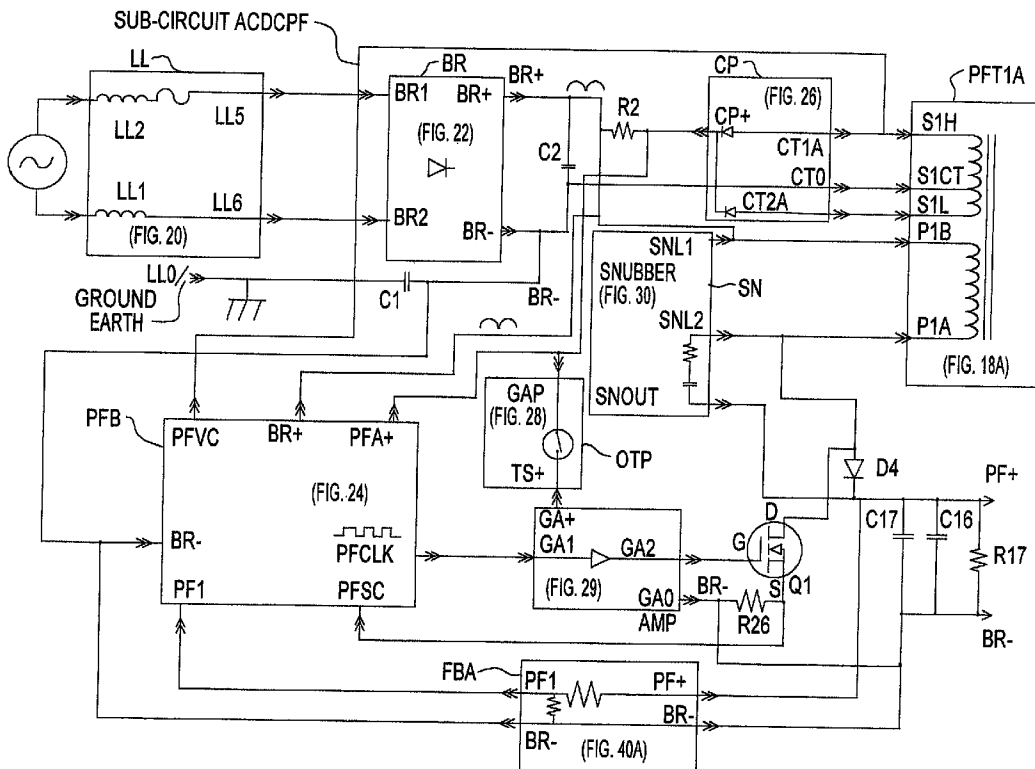 SUB-CIRCUIT ACDCPF
LL
LL2
LL5
LL1
LL6
(FIG. 20)
LL0
GROUND
EARTH
BR
BR1
BR+
(FIG. 22)
BR2
BR-
BR+
C2
R2
C1
BR-
CP
(FIG. 26)
CP+
CT1A
CT0
CT2A
PFT1A
S1H
S1CT
S1L
P1B
P1A
(FIG. 18A)
SNL1
SNUBBER
(FIG. 30)
SN
SNL2
SNOUT
PFB
PFVC
BR+
PFA+
(FIG. 24)
BR-
PFCLK
PF1
PFSC
GAP
(FIG. 28)
TS+
OTP
GA+
GA1
GA2
(FIG. 29)
GA0
AMP
BR-
R26
G
D
S
Q1
D4
PF+
C17
C16
R17
BR-
FBA
PF1
PF+
BR-
BR-
(FIG. 40A)